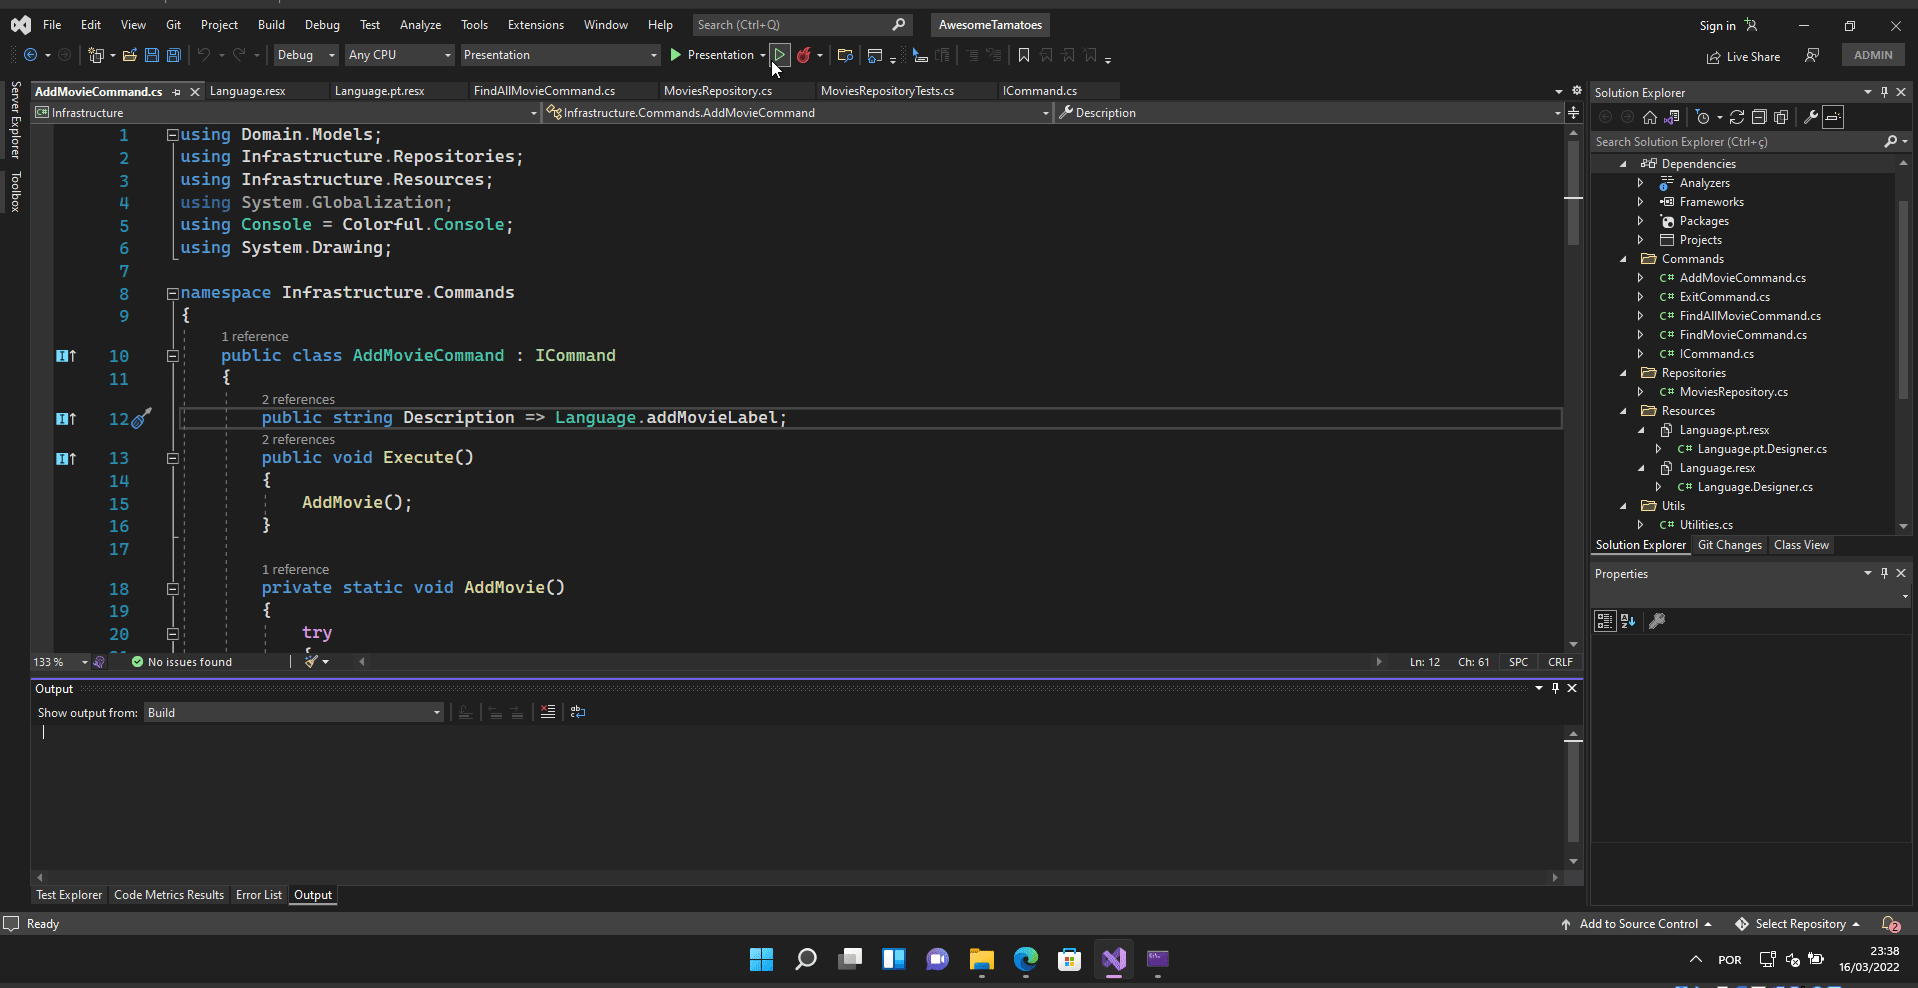 File Edit View Git Project Build Debug Test Analyze Tools Extensions Window Help Search (Ctrl+Q) AwesomeTamatoes Sign in
Debug Any CPU Presentation Presentation Live Share ADMIN
Server Explorer
Toolbox
AddMovieCommand.cs Language.resx Language.pt.resx FindAllMovieCommand.cs MoviesRepository.cs MoviesRepositoryTests.cs ICommand.cs
C# Infrastructure Infrastructure.Commands.AddMovieCommand Description
1 using Domain.Models;
2 using Infrastructure.Repositories;
3 using Infrastructure.Resources;
4 using System.Globalization;
5 using Console = Colorful.Console;
6 using System.Drawing;
7
8 namespace Infrastructure.Commands
9 {
1 reference
10 public class AddMovieCommand : ICommand
11 {
2 references
12 public string Description => Language.addMovieLabel;
2 references
13 public void Execute()
14 {
15 AddMovie();
16 }
17
1 reference
18 private static void AddMovie()
19 {
20 try
{
133 % No issues found Ln: 12 Ch: 61 SPC CRLF
Output
Show output from: Build
Test Explorer Code Metrics Results Error List Output
Solution Explorer
Search Solution Explorer (Ctrl+ç)
Dependencies
Analyzers
Frameworks
Packages
Projects
Commands
C# AddMovieCommand.cs
C# ExitCommand.cs
C# FindAllMovieCommand.cs
C# FindMovieCommand.cs
C# ICommand.cs
Repositories
C# MoviesRepository.cs
Resources
Language.pt.resx
C# Language.pt.Designer.cs
Language.resx
C# Language.Designer.cs
Utils
C# Utilities.cs
Solution Explorer Git Changes Class View
Properties
Ready Add to Source Control Select Repository 2
POR 23:38
16/03/2022